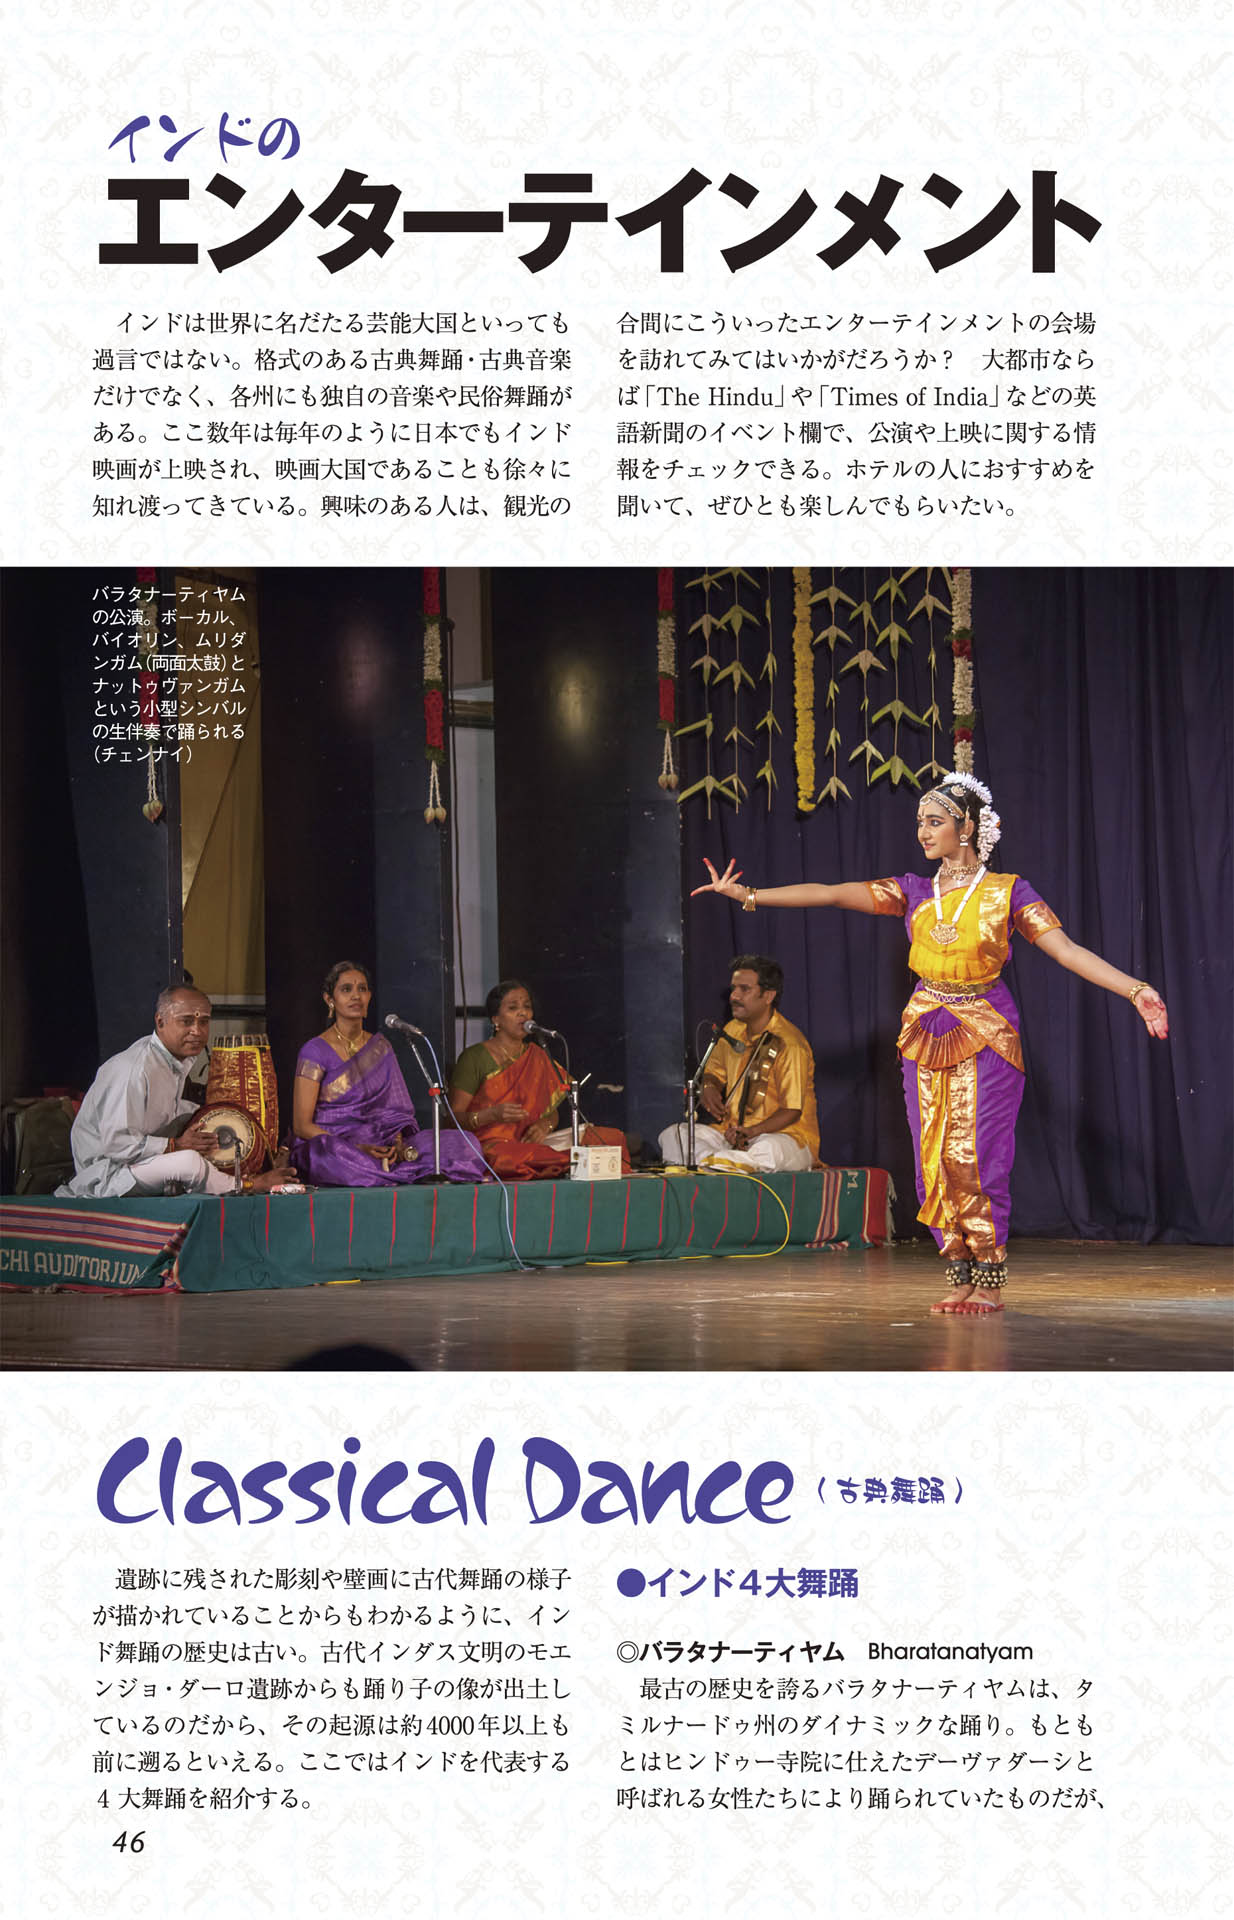 インドの
エンターテインメント
　インドは世界に名だたる芸能大国といっても
過言ではない。格式のある古典舞踊・古典音楽
だけでなく、各州にも独自の音楽や民俗舞踊が
ある。ここ数年は毎年のように日本でもインド
映画が上映され、映画大国であることも徐々に
知れ渡ってきている。興味のある人は、観光の
合間にこういったエンターテインメントの会場
を訪れてみてはいかがだろうか？　大都市なら
ば「The Hindu」や「Times of India」などの英
語新聞のイベント欄で、公演や上映に関する情
報をチェックできる。ホテルの人におすすめを
聞いて、ぜひとも楽しんでもらいたい。
バラタナーティヤム
の公演。ボーカル、
バイオリン、ムリダ
ンガム（両面太鼓）と
ナットゥヴァンガム
という小型シンバル
の生伴奏で踊られる
（チェンナイ）
CHI AUDITORIUM
M.
Classical Dance（古典舞踊）
　遺跡に残された彫刻や壁画に古代舞踊の様子
が描かれていることからもわかるように、イン
ド舞踊の歴史は古い。古代インダス文明のモエ
ンジョ・ダーロ遺跡からも踊り子の像が出土し
ているのだから、その起源は約4000年以上も
前に遡るといえる。ここではインドを代表する
４大舞踊を紹介する。
●インド４大舞踊
◎バラタナーティヤム　Bharatanatyam
　最古の歴史を誇るバラタナーティヤムは、タ
ミルナードゥ州のダイナミックな踊り。もとも
とはヒンドゥー寺院に仕えたデーヴァダーシと
呼ばれる女性たちにより踊られていたものだが、
46